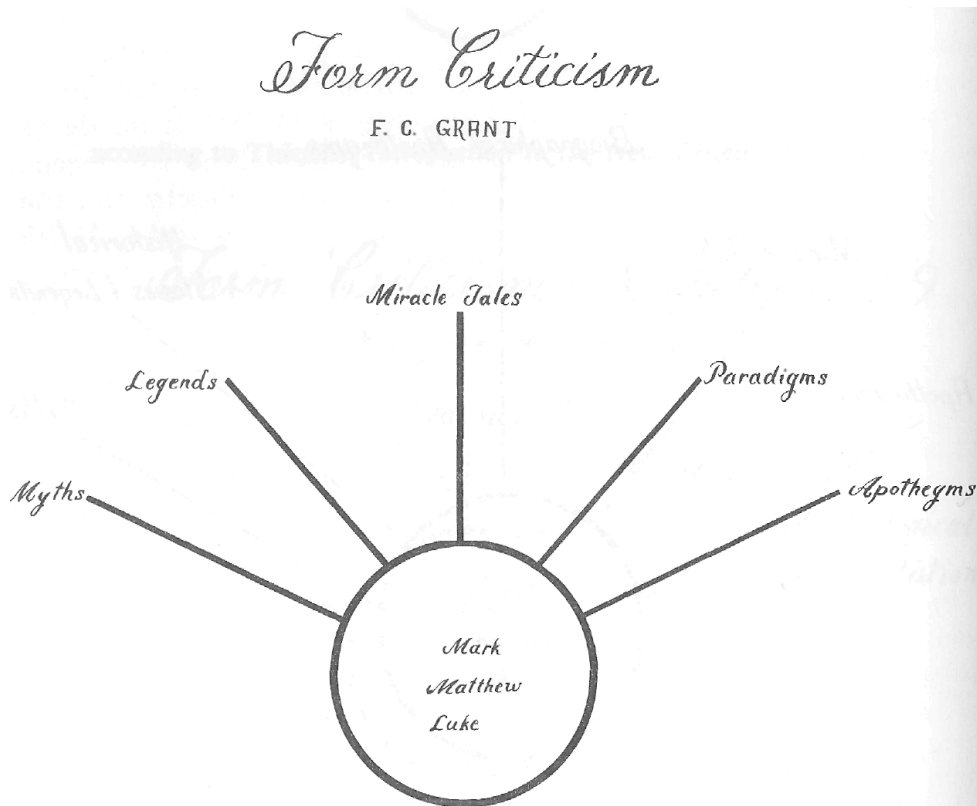 Form Criticism
F. C. GRANT
Miracle Tales
Legends
Paradigms
Myths
Apothegms
Mark
Matthew
Luke